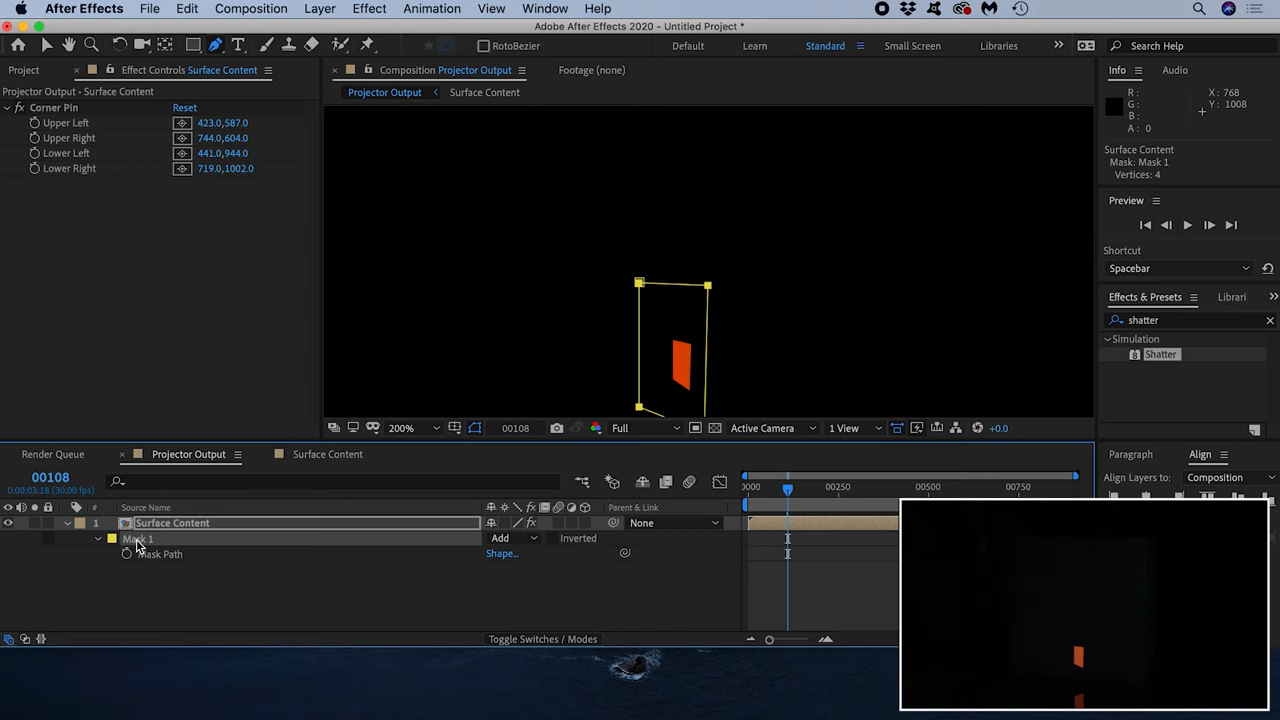 After Effects File Edit Composition Layer Effect Animation View Window Help
Adobe After Effects 2020 - Untitled Project *
RotoBezier Default Learn Standard Small Screen Libraries Search Help
Project Effect Controls Surface Content Composition Projector Output Footage (none) Info Audio
Projector Output • Surface Content Projector Output Surface Content
fx Corner Pin Reset
Upper Left 423.0,587.0
Upper Right 744.0,604.0
Lower Left 441.0,944.0
Lower Right 719.0,1002.0
R: X: 768
G: Y: 1008
B:
A: 0
Surface Content
Mask: Mask 1
Vertices: 4
Preview
Shortcut
Spacebar
Effects & Presets Librari
shatter
Simulation
Shatter
200% 00108 Full Active Camera 1 View +0.0
Render Queue Projector Output Surface Content Paragraph Align
00108
0:00:03:18 (30.00 fps)
Align Layers to: Composition
0000 00250 00500 00750
# Source Name fx Parent & Link
1 Surface Content fx None
Mask 1 Add Inverted
Mask Path Shape...
Toggle Switches / Modes